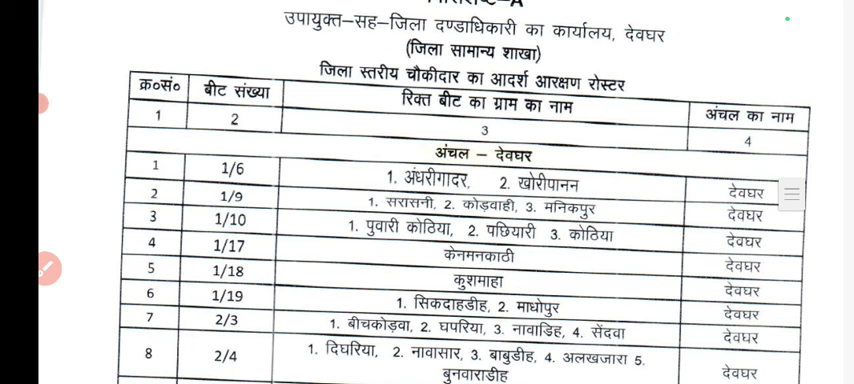 उपायुक्त–सह–जिला दण्डाधिकारी का कार्यालय, देवघर
(जिला सामान्य शाखा)
जिला स्तरीय चौकीदार का आदर्श आरक्षण रोस्टर
क्र०सं० बीट संख्या रिक्त बीट का ग्राम का नाम अंचल का नाम
1 2 3 4
अंचल – देवघर
1 1/6 1. अंधरीगादर, 2. खोरीपानन देवघर
2 1/9 1. सरासनी, 2. कोड़वाही, 3. मनिकपुर देवघर
3 1/10 1. पुवारी कोठिया, 2. पछियारी 3. कोठिया देवघर
4 1/17 केनमनकाठी देवघर
5 1/18 कुशमाहा देवघर
6 1/19 1. सिकदाहडीह, 2. माधोपुर देवघर
7 2/3 1. बीचकोड़वा, 2. घपरिया, 3. नावाडिह, 4. सेंदवा देवघर
8 2/4 1. दिघरिया, 2. नावासार, 3. बाबुडीह, 4. अलखजारा 5. देवघर
बुनवाराडीह